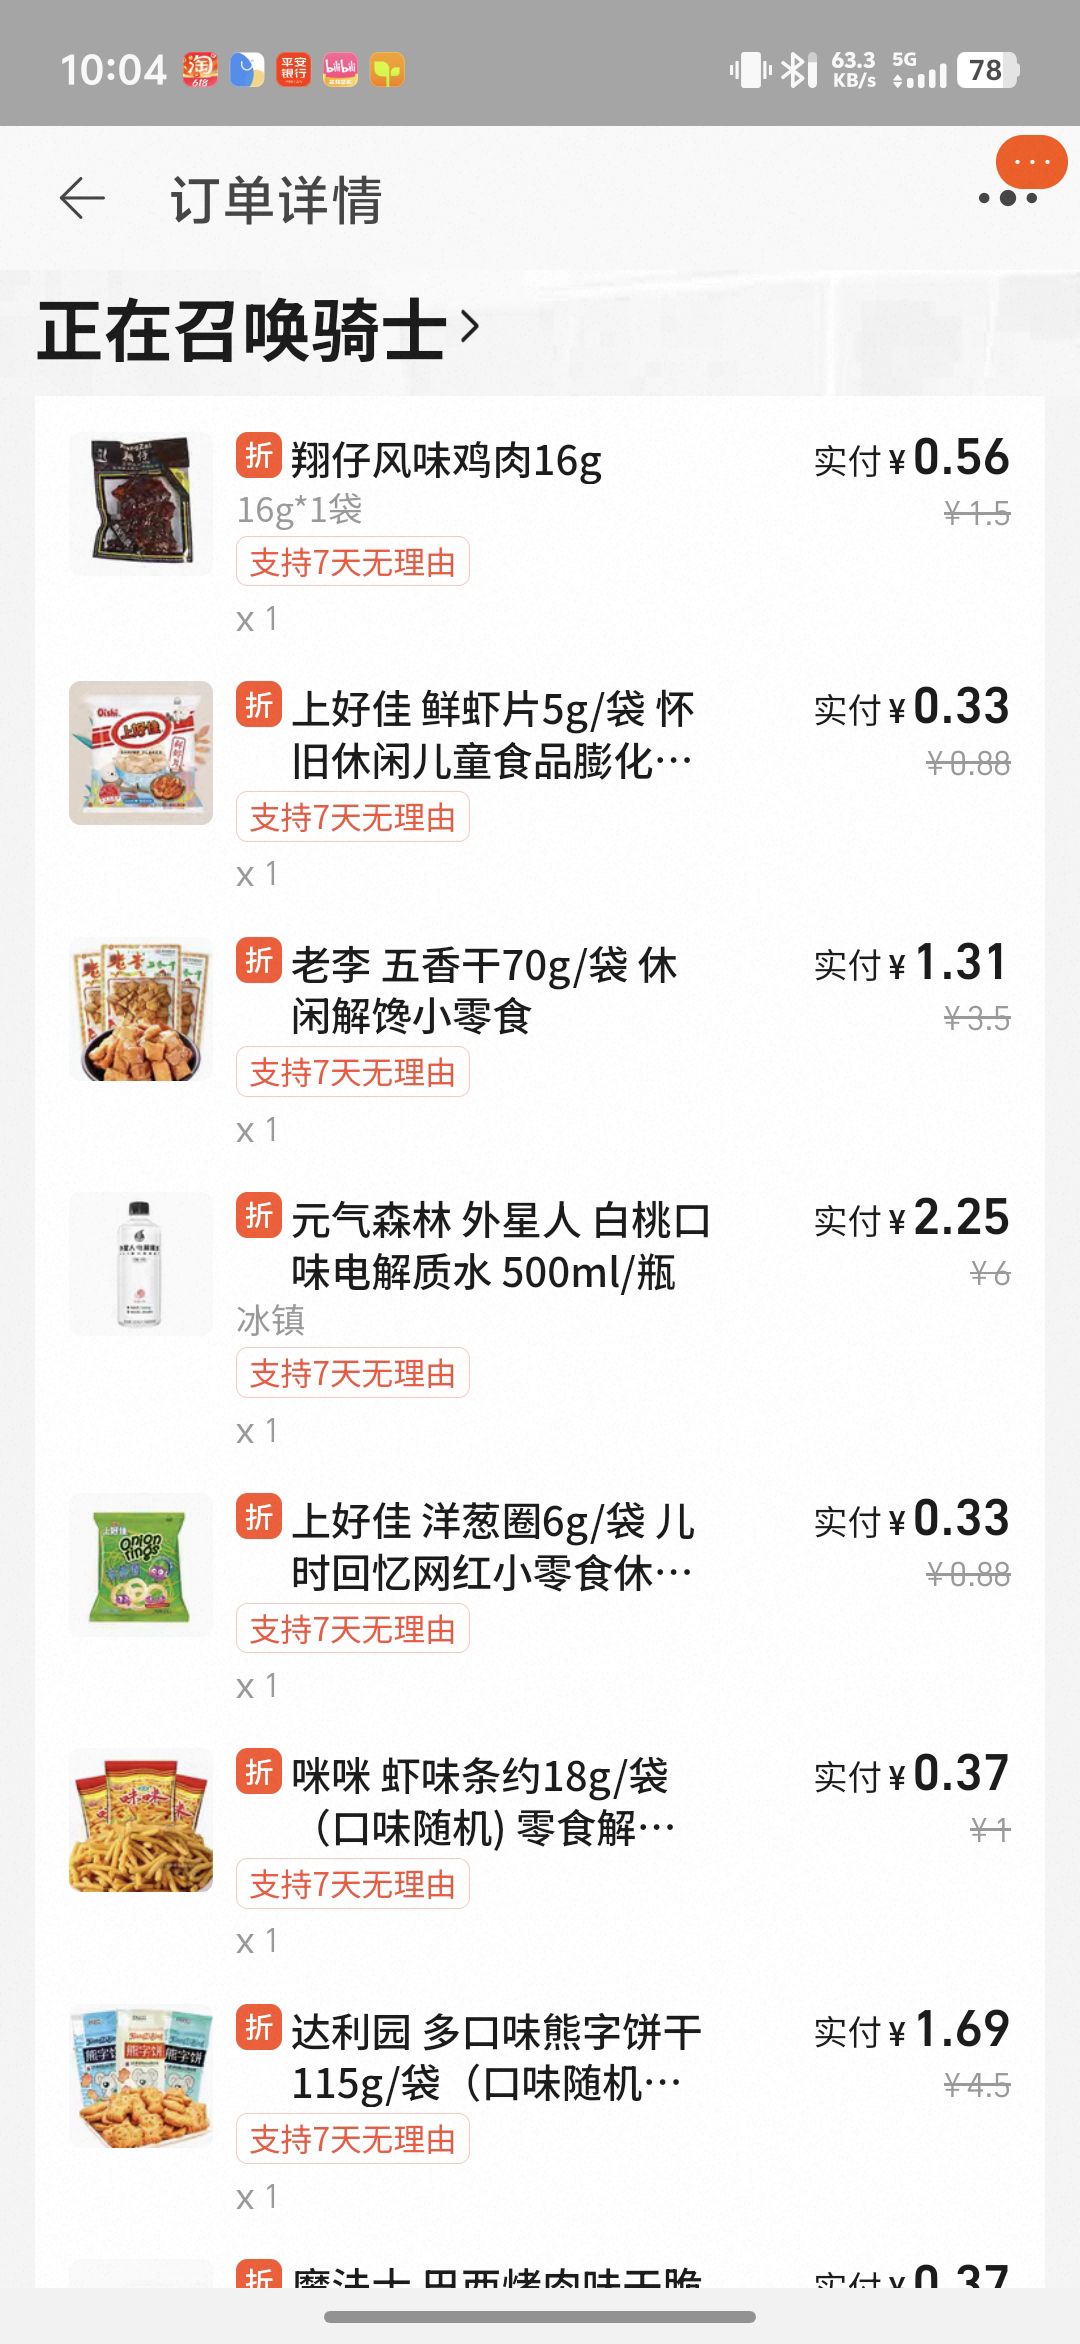 10:04
63.3 KB/s
5G
78
订单详情
正在召唤骑士
折 翔仔风味鸡肉16g
实付 ¥ 0.56
16g*1袋
¥1.5
支持7天无理由
x 1
折 上好佳 鲜虾片5g/袋 怀
实付 ¥ 0.33
旧休闲儿童食品膨化…
¥0.88
支持7天无理由
x 1
折 老李 五香干70g/袋 休
实付 ¥ 1.31
闲解馋小零食
¥3.5
支持7天无理由
x 1
折 元气森林 外星人 白桃口
实付 ¥ 2.25
味电解质水 500ml/瓶
¥6
冰镇
支持7天无理由
x 1
折 上好佳 洋葱圈6g/袋 儿
实付 ¥ 0.33
时回忆网红小零食休…
¥0.88
支持7天无理由
x 1
折 咪咪 虾味条约18g/袋
实付 ¥ 0.37
（口味随机) 零食解…
¥1
支持7天无理由
x 1
折 达利园 多口味熊字饼干
实付 ¥ 1.69
115g/袋（口味随机…
¥4.5
支持7天无理由
x 1
折 魔法士 巴西烤肉味干脆
实付 ¥ 0.37